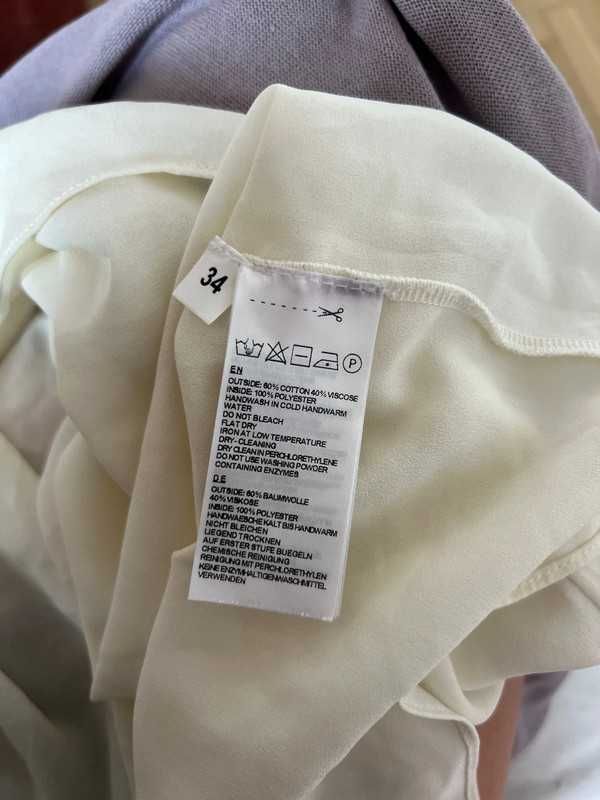 34
P
EN
OUTSIDE: 60% COTTON 40% VISCOSE
INSIDE: 100% POLYESTER
HANDWASH IN COLD HANDWARM
WATER
DO NOT BLEACH
FLAT DRY
IRON AT LOW TEMPERATURE
DRY- CLEANING
DRY CLEAN IN PERCHLORETHYLENE
DO NOT USE WASHING POWDER
CONTAINING ENZYMES
DE
OUTSIDE: 60% BAUMWOLLE
40% VISKOSE
INSIDE: 100% POLYESTER
HANDWAESCHE KALT BIS HANDWARM
NICHT BLEICHEN
LIEGEND TROCKNEN
AUF ERSTER STUFE BUEGELN
CHEMISCHE REINIGUNG
REINIGUNG MIT PERCHLORETHYLEN
KEINE ENZYMHALTIGEN WASCHMITTEL
VERWENDEN